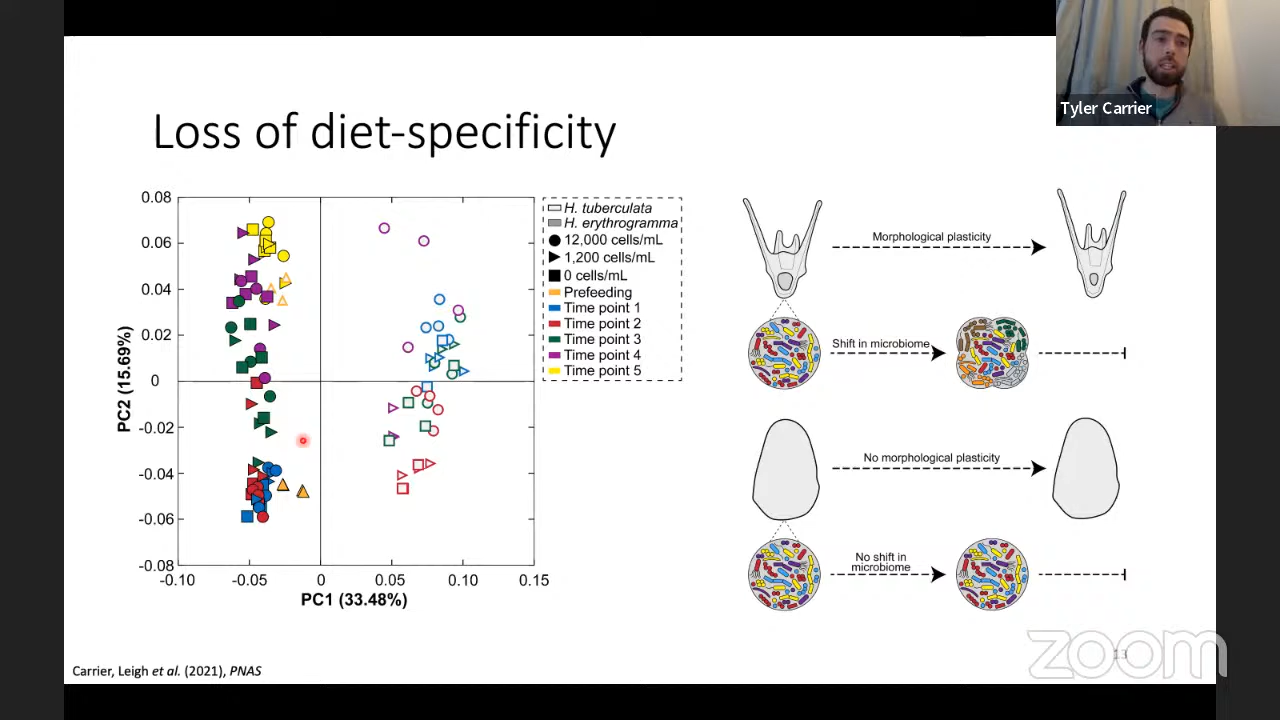 Tyler Carrier
Loss of diet-specificity
0.08
0.06
0.04
0.02
0
-0.02
-0.04
-0.06
-0.08
PC2 (15.69%)
-0.10
-0.05
0
0.05
0.10
0.15
PC1 (33.48%)
H. tuberculata
H. erythrogramma
12,000 cells/mL
1,200 cells/mL
0 cells/mL
Prefeeding
Time point 1
Time point 2
Time point 3
Time point 4
Time point 5
Morphological plasticity
Shift in microbiome
No morphological plasticity
No shift in
microbiome
Carrier, Leigh et al. (2021), PNAS
13
zoom